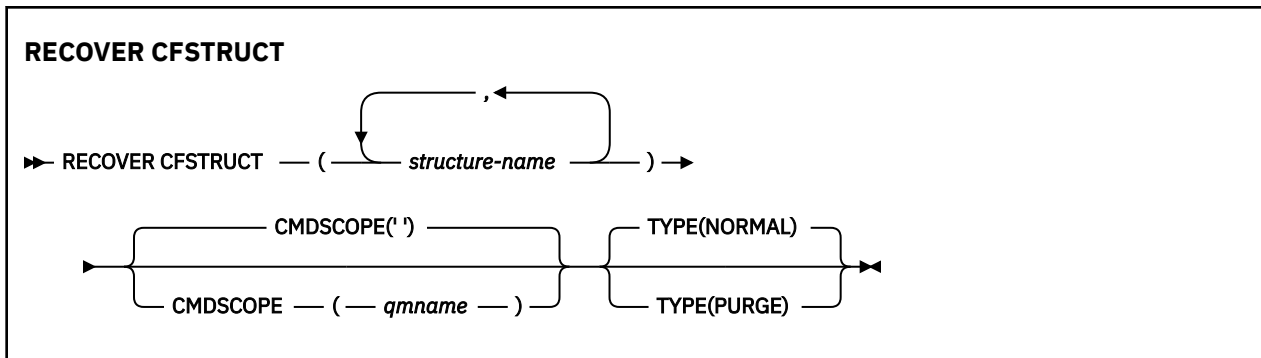 RECOVER CFSTRUCT
,
RECOVER CFSTRUCT ( structure-name )
CMDSCOPE(' ') TYPE(NORMAL)
CMDSCOPE ( qmname ) TYPE(PURGE)